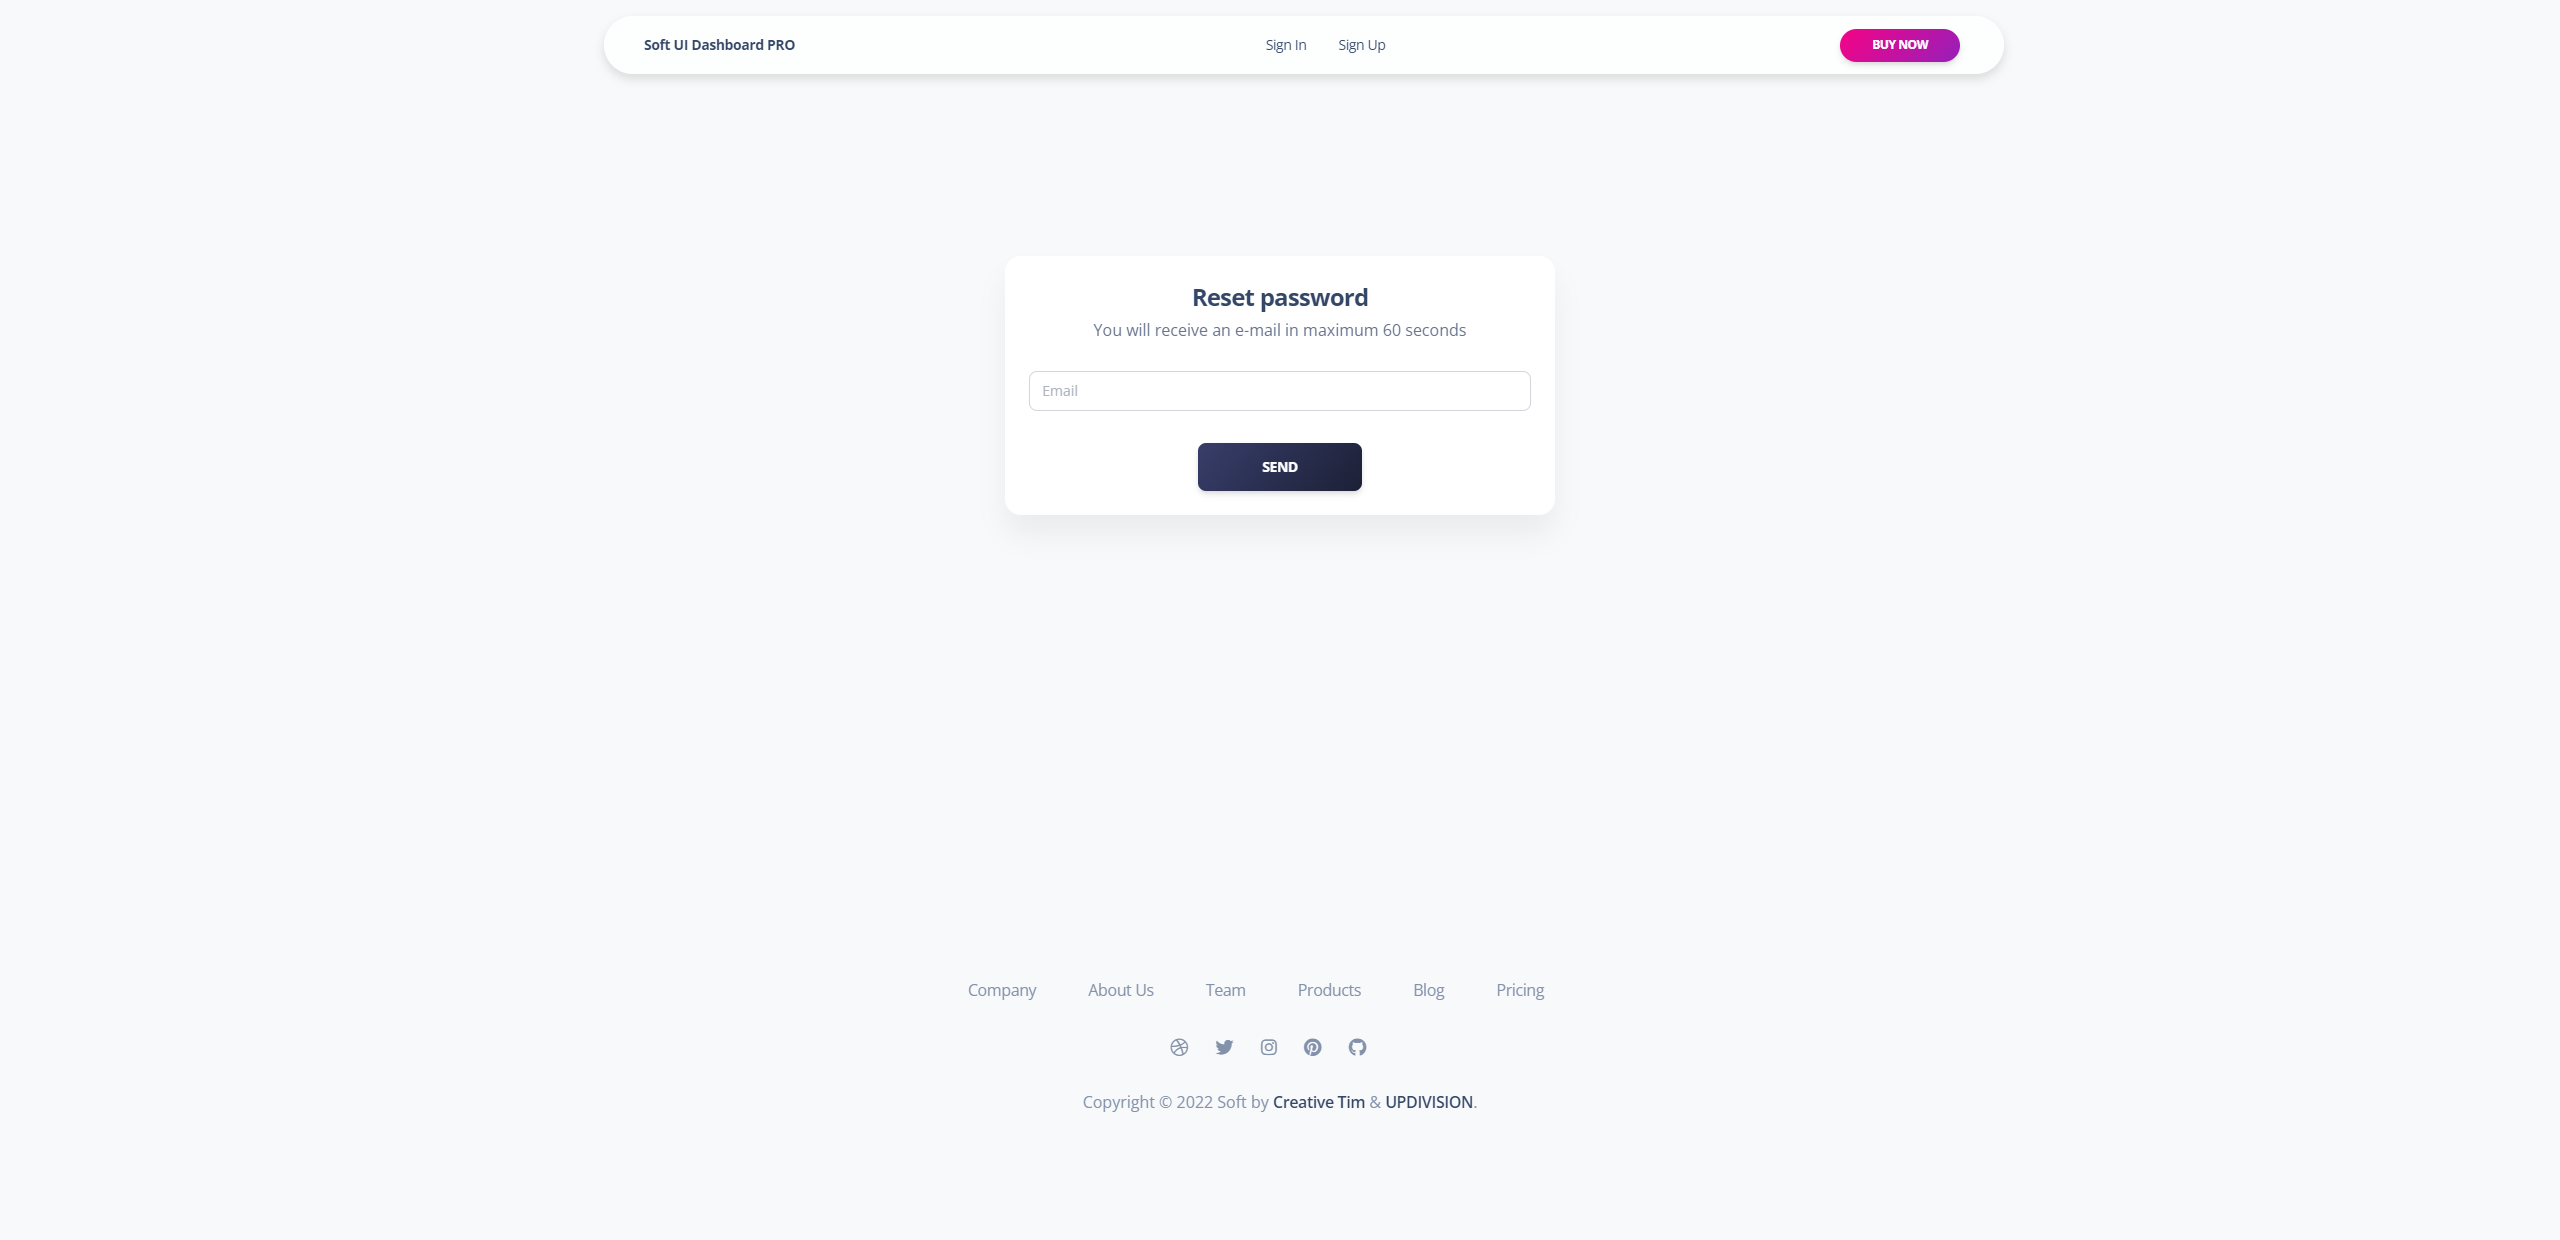 Soft UI Dashboard PRO Sign In Sign Up BUY NOW
Reset password
You will receive an e-mail in maximum 60 seconds
Email
SEND
Company About Us Team Products Blog Pricing
Copyright © 2022 Soft by Creative Tim & UPDIVISION.